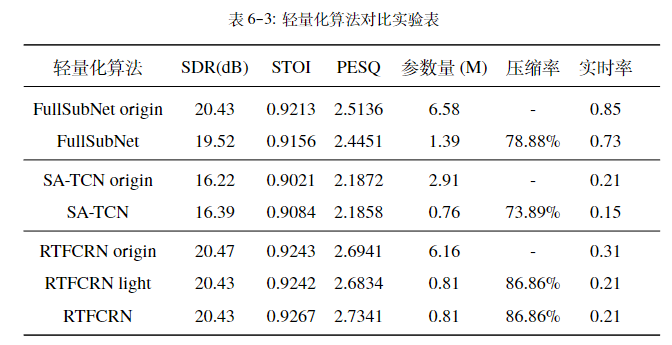 表 6-3: 轻量化算法对比实验表
轻量化算法 SDR(dB) STOI PESQ 参数量 (M) 压缩率 实时率
FullSubNet origin 20.43 0.9213 2.5136 6.58 - 0.85
FullSubNet 19.52 0.9156 2.4451 1.39 78.88% 0.73
SA-TCN origin 16.22 0.9021 2.1872 2.91 - 0.21
SA-TCN 16.39 0.9084 2.1858 0.76 73.89% 0.15
RTFCRN origin 20.47 0.9243 2.6941 6.16 - 0.31
RTFCRN light 20.43 0.9242 2.6834 0.81 86.86% 0.21
RTFCRN 20.43 0.9267 2.7341 0.81 86.86% 0.21